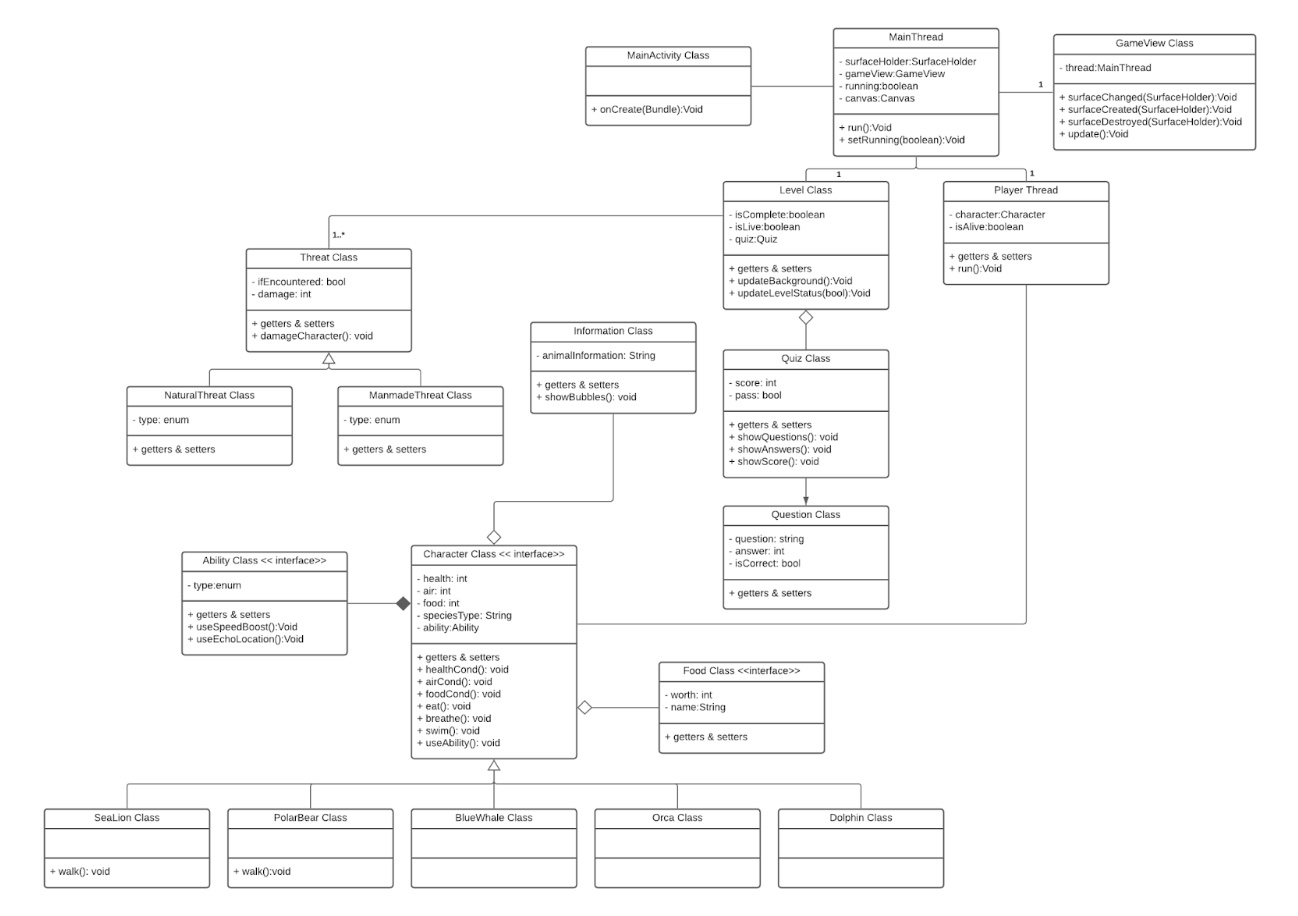 MainThread
- surfaceHolder:SurfaceHolder
- gameView:GameView
- running:boolean
- canvas:Canvas
+ run():Void
+ setRunning(boolean):Void
MainActivity Class
+ onCreate(Bundle):Void
GameView Class
- thread:MainThread
+ surfaceChanged(SurfaceHolder):Void
+ surfaceCreated(SurfaceHolder):Void
+ surfaceDestroyed(SurfaceHolder):Void
+ update():Void
1
1
1
Level Class
- isComplete:boolean
- isLive:boolean
- quiz:Quiz
+ getters & setters
+ updateBackground():Void
+ updateLevelStatus(bool):Void
Player Thread
- character:Character
- isAlive:boolean
+ getters & setters
+ run():Void
1..*
Threat Class
- ifEncountered: bool
- damage: int
+ getters & setters
+ damageCharacter(): void
Information Class
- animalInformation: String
+ getters & setters
+ showBubbles(): void
Quiz Class
- score: int
- pass: bool
+ getters & setters
+ showQuestions(): void
+ showAnswers(): void
+ showScore(): void
NaturalThreat Class
- type: enum
+ getters & setters
ManmadeThreat Class
- type: enum
+ getters & setters
Question Class
- question: string
- answer: int
- isCorrect: bool
+ getters & setters
Ability Class << interface>>
- type:enum
+ getters & setters
+ useSpeedBoost():Void
+ useEchoLocation():Void
Character Class << interface>>
- health: int
- air: int
- food: int
- speciesType: String
- ability:Ability
+ getters & setters
+ healthCond(): void
+ airCond(): void
+ foodCond(): void
+ eat(): void
+ breathe(): void
+ swim(): void
+ useAbility(): void
Food Class <<interface>>
- worth: int
- name:String
+ getters & setters
SeaLion Class
+ walk(): void
PolarBear Class
+ walk():void
BlueWhale Class
Orca Class
Dolphin Class